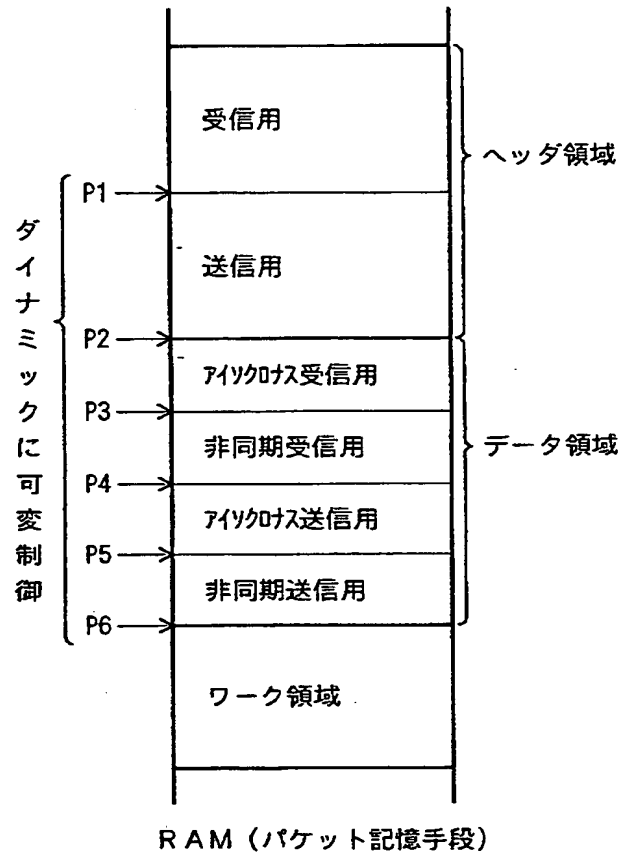 受信用
ヘッダ領域
P1
送信用
ダイナミックに可変制御
P2
アイソクロナス受信用
P3
非同期受信用
データ領域
P4
アイソクロナス送信用
P5
非同期送信用
P6
ワーク領域
RAM(パケット記憶手段)